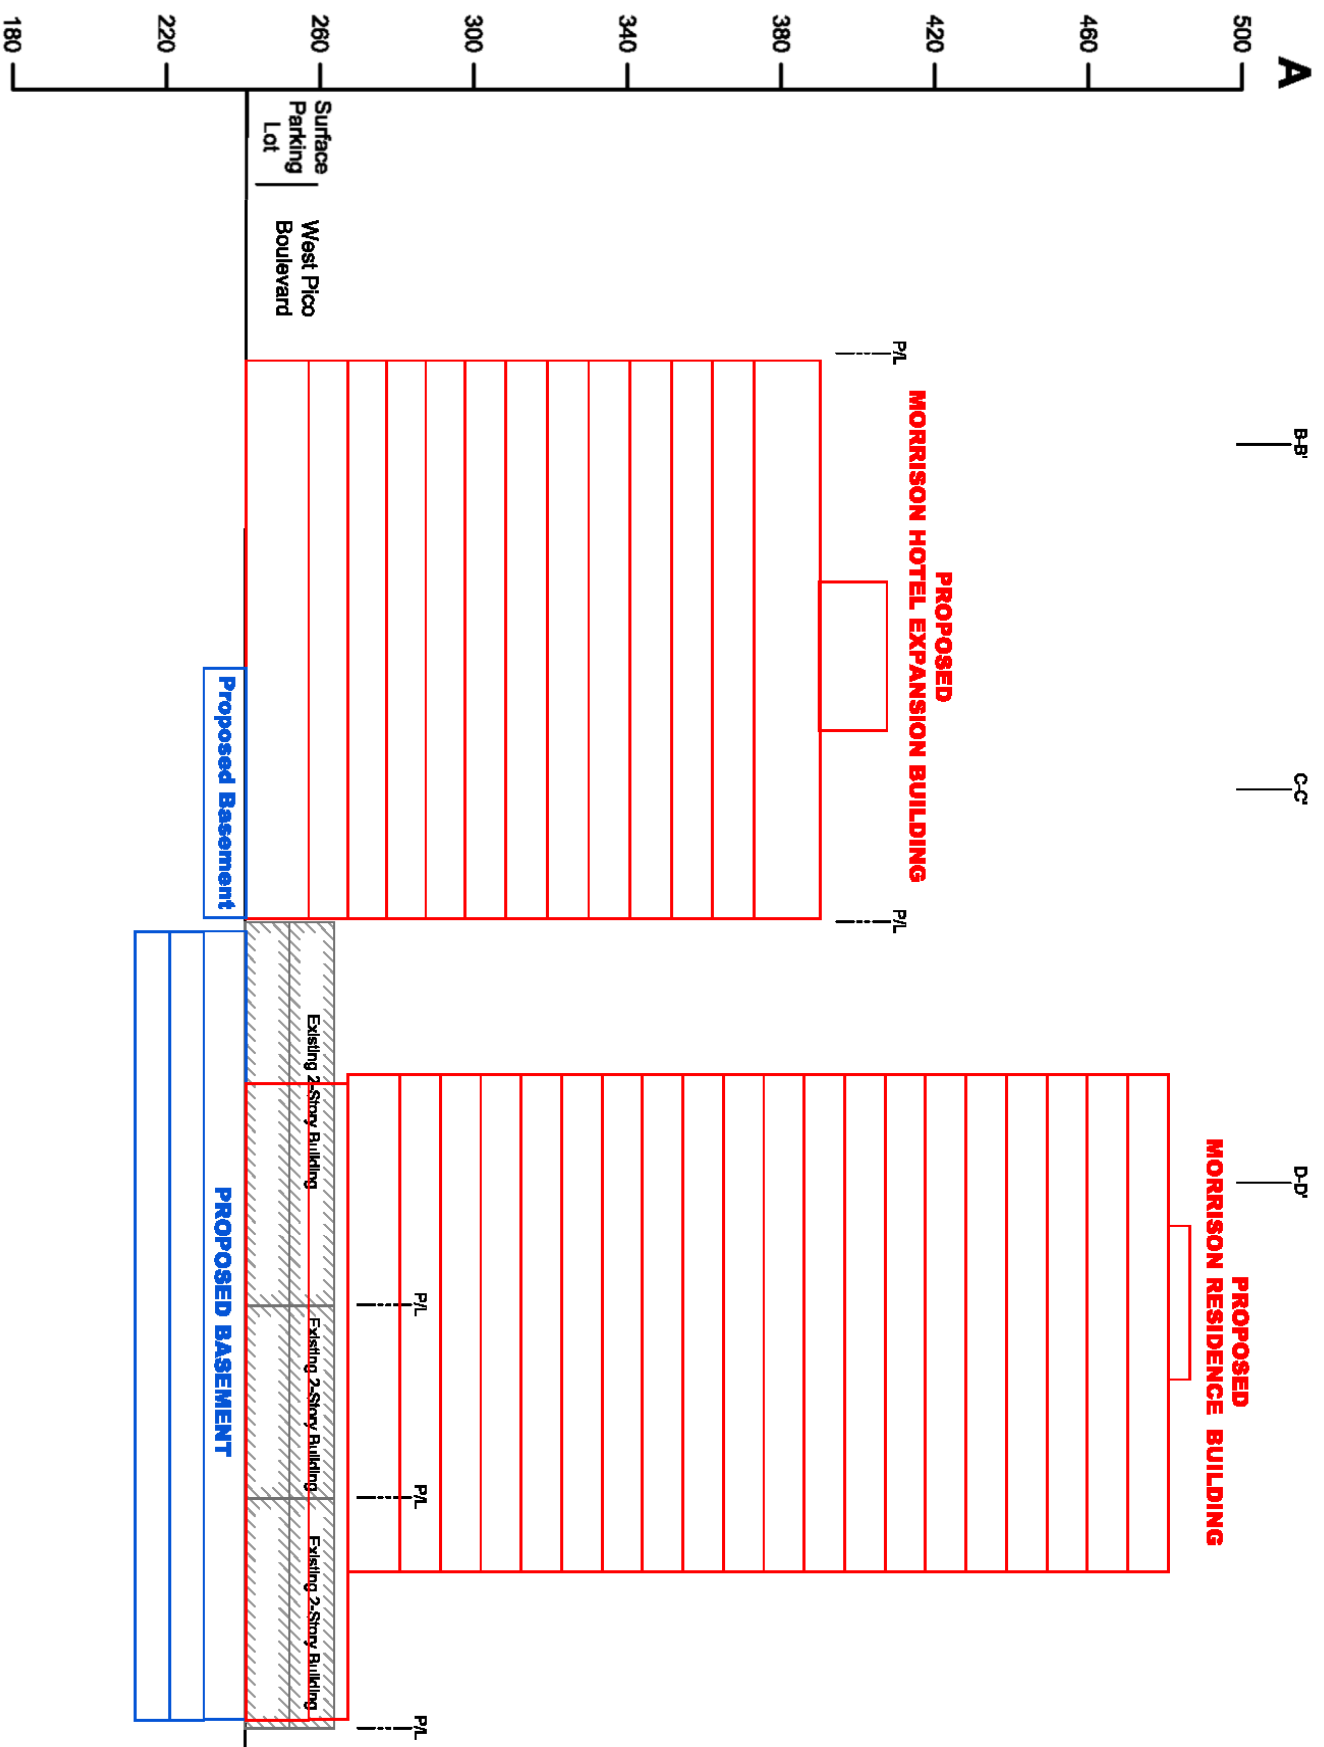 A
500
460
420
380
340
300
260
220
180
B-B'
C-C'
D-D'
PROPOSED
MORRISON RESIDENCE BUILDING
PROPOSED
MORRISON HOTEL EXPANSION BUILDING
P/L
P/L
P/L
P/L
P/L
Surface
Parking
Lot
West Pico
Boulevard
Existing 2-Story Building
Existing 2-Story Building
Existing 2-Story Building
Proposed Basement
PROPOSED BASEMENT